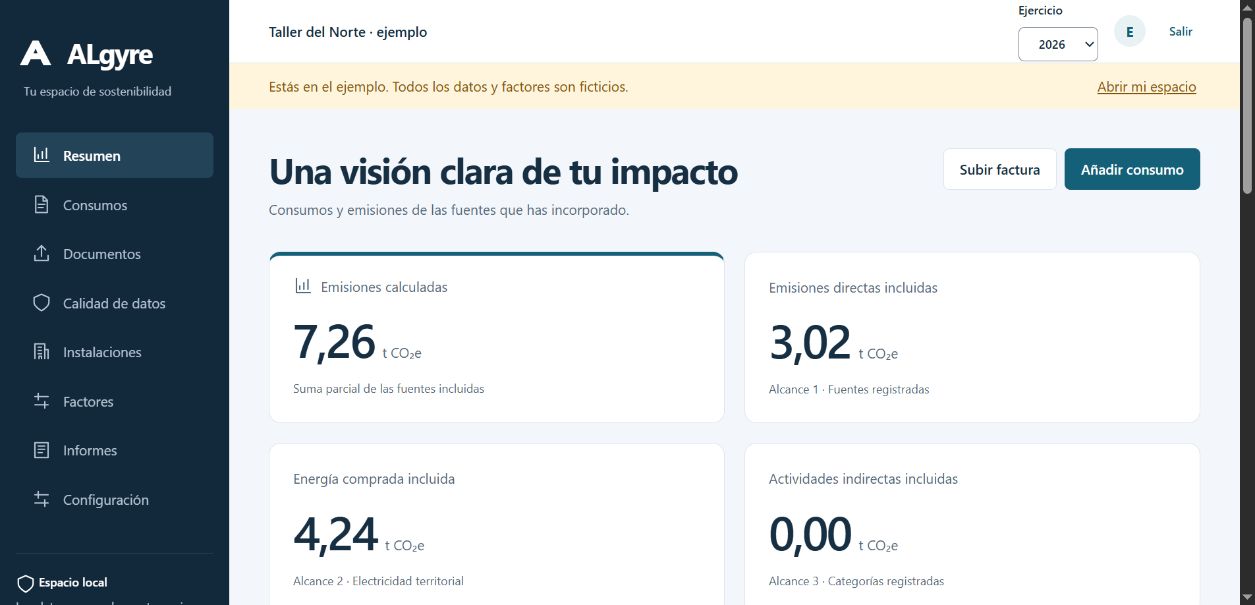 ALgyre
Tu espacio de sostenibilidad
Resumen
Consumos
Documentos
Calidad de datos
Instalaciones
Factores
Informes
Configuración
Espacio local
Taller del Norte · ejemplo
Ejercicio
2026
E
Salir
Estás en el ejemplo. Todos los datos y factores son ficticios.
Abrir mi espacio
Una visión clara de tu impacto
Consumos y emisiones de las fuentes que has incorporado.
Subir factura
Añadir consumo
Emisiones calculadas
7,26 t CO₂e
Suma parcial de las fuentes incluidas
Emisiones directas incluidas
3,02 t CO₂e
Alcance 1 · Fuentes registradas
Energía comprada incluida
4,24 t CO₂e
Alcance 2 · Electricidad territorial
Actividades indirectas incluidas
0,00 t CO₂e
Alcance 3 · Categorías registradas